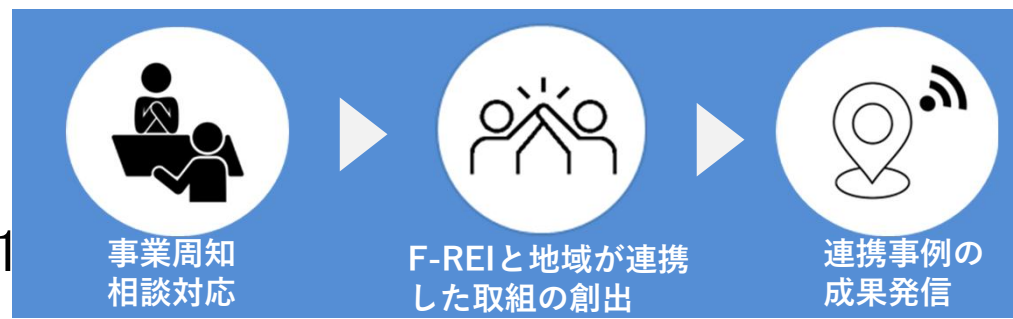 1
事業周知
相談対応
F-REIと地域が連携
した取組の創出
連携事例の
成果発信